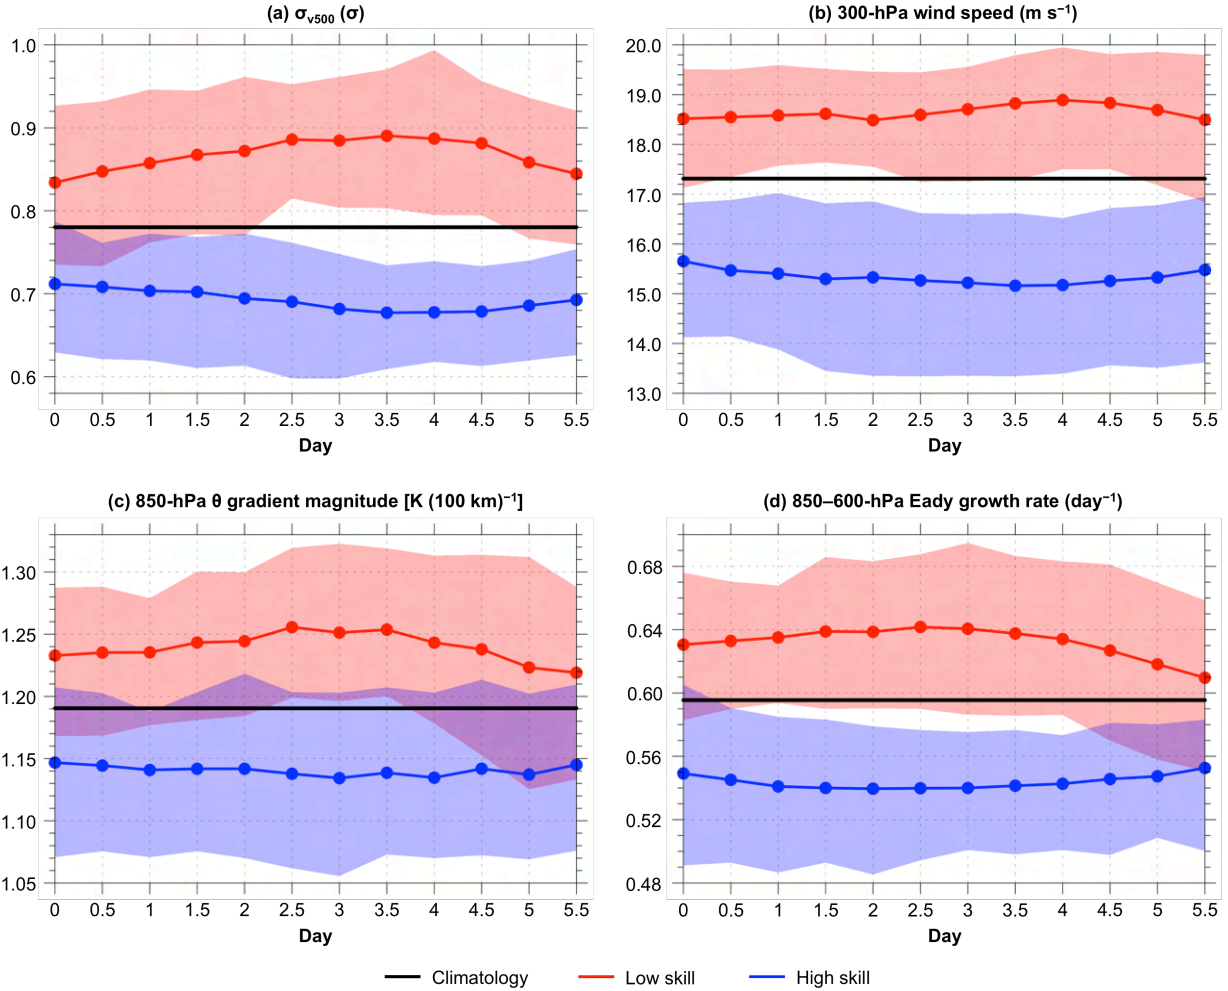 (a) σv500 (σ)
1.0
0.9
0.8
0.7
0.6
0 0.5 1 1.5 2 2.5 3 3.5 4 4.5 5 5.5
Day
(b) 300-hPa wind speed (m s−1)
20.0
19.0
18.0
17.0
16.0
15.0
14.0
13.0
0 0.5 1 1.5 2 2.5 3 3.5 4 4.5 5 5.5
Day
(c) 850-hPa θ gradient magnitude [K (100 km)−1]
1.30
1.25
1.20
1.15
1.10
1.05
0 0.5 1 1.5 2 2.5 3 3.5 4 4.5 5 5.5
Day
(d) 850–600-hPa Eady growth rate (day−1)
0.68
0.64
0.60
0.56
0.52
0.48
0 0.5 1 1.5 2 2.5 3 3.5 4 4.5 5 5.5
Day
Climatology Low skill High skill